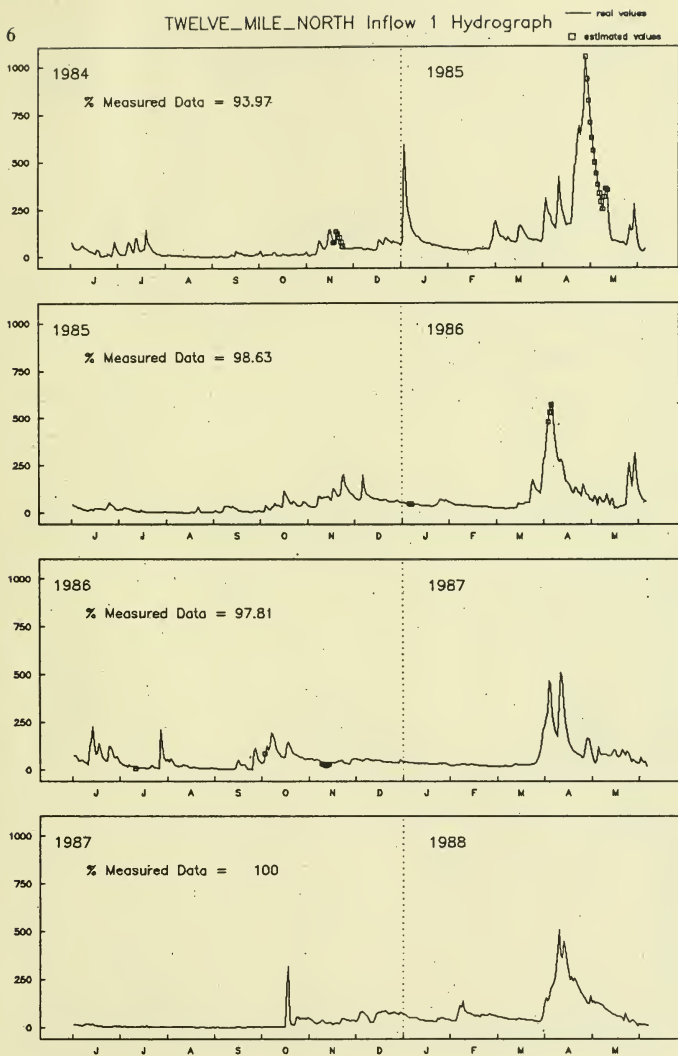 6
TWELVE_MILE_NORTH Inflow 1 Hydrograph
real values
estimated values
1000
750
500
250
0
1984
1985
% Measured Data = 93.97
J J A S O N D J F M A M
1000
750
500
250
0
1985
1986
% Measured Data = 98.63
J J A S O N D J F M A M
1000
750
500
250
0
1986
1987
% Measured Data = 97.81
J J A S O N D J F M A M
1000
750
500
250
0
1987
1988
% Measured Data = 100
J J A S O N D J F M A M